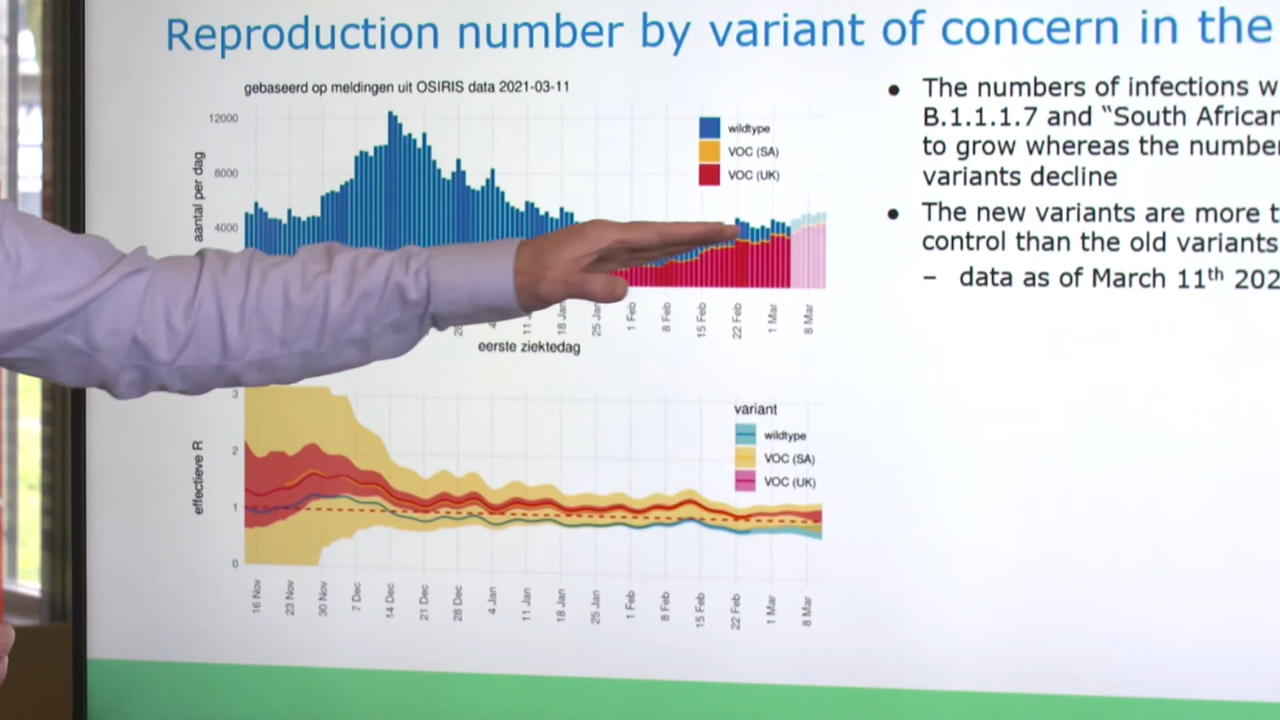 Reproduction number by variant of concern in the
gebaseerd op meldingen uit OSIRIS data 2021-03-11
aantal per dag
12000
8000
4000
wildtype
VOC (SA)
VOC (UK)
11
18 Jan
25 Jan
1 Feb
8 Feb
15 Feb
22 Feb
1 Mar
8 Mar
eerste ziektedag
effectieve R
3
2
1
0
variant
wildtype
VOC (SA)
VOC (UK)
16 Nov
23 Nov
30 Nov
7 Dec
14 Dec
21 Dec
28 Dec
4 Jan
11 Jan
18 Jan
25 Jan
1 Feb
8 Feb
15 Feb
22 Feb
1 Mar
8 Mar
• The numbers of infections w
B.1.1.1.7 and “South African
to grow whereas the number
variants decline
• The new variants are more t
control than the old variants
– data as of March 11th 202